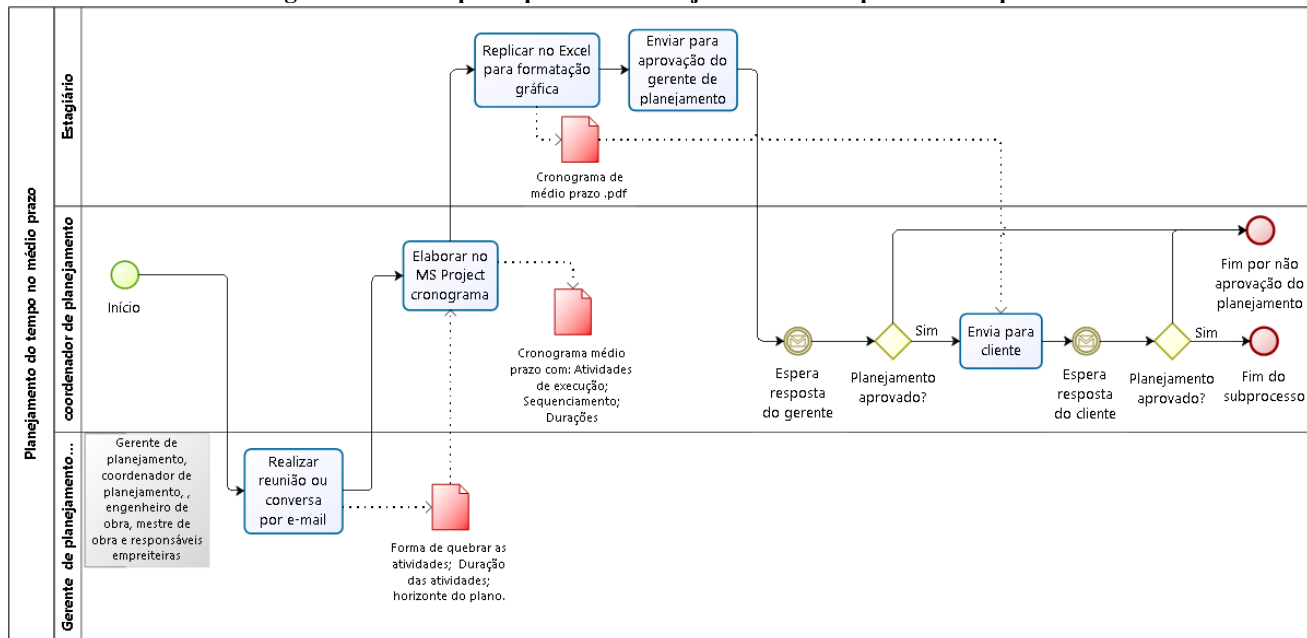 Planejamento do tempo no médio prazo
Estagiário
Replicar no Excel
para formatação
gráfica
Enviar para
aprovação do
gerente de
planejamento
Cronograma de
médio prazo .pdf
coordenador de planejamento
Início
Elaborar no
MS Project
cronograma
Cronograma médio
prazo com: Atividades
de execução;
Sequenciamento;
Durações
Espera
resposta
do gerente
Planejamento
aprovado?
Sim
Envia para
cliente
Espera
resposta
do cliente
Planejamento
aprovado?
Sim
Fim por não
aprovação do
planejamento
Fim do
subprocesso
Gerente de planejamento...
Gerente de
planejamento,
coordenador de
planejamento, ,
engenheiro de
obra, mestre de
obra e responsáveis
empreiteiras
Realizar
reunião ou
conversa
por e-mail
Forma de quebrar as
atividades; Duração
das atividades;
horizonte do plano.